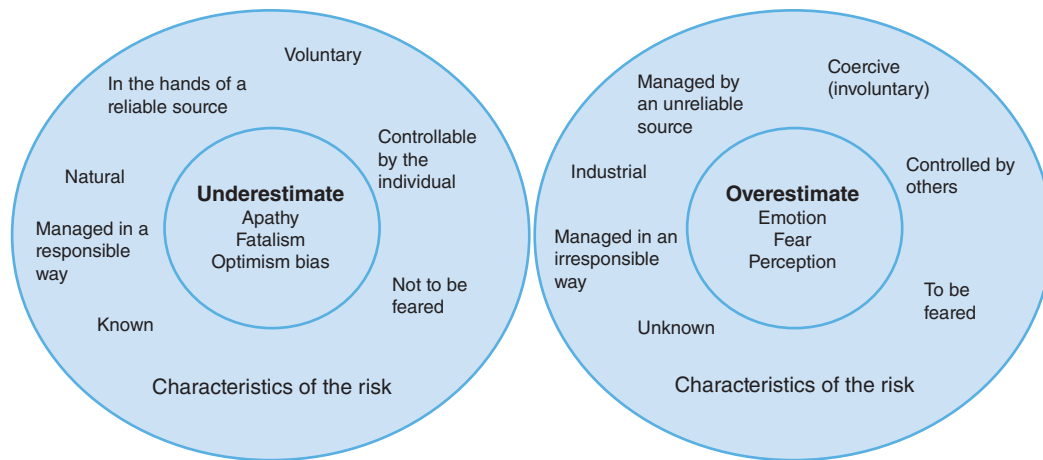 Voluntary
In the hands of a
reliable source
Controllable
by the
individual
Natural
Underestimate
Apathy
Fatalism
Optimism bias
Managed in a
responsible
way
Not to be
feared
Known
Characteristics of the risk
Coercive
(involuntary)
Managed by
an unreliable
source
Industrial
Controlled by
others
Overestimate
Emotion
Fear
Perception
Managed in an
irresponsible
way
To be
feared
Unknown
Characteristics of the risk